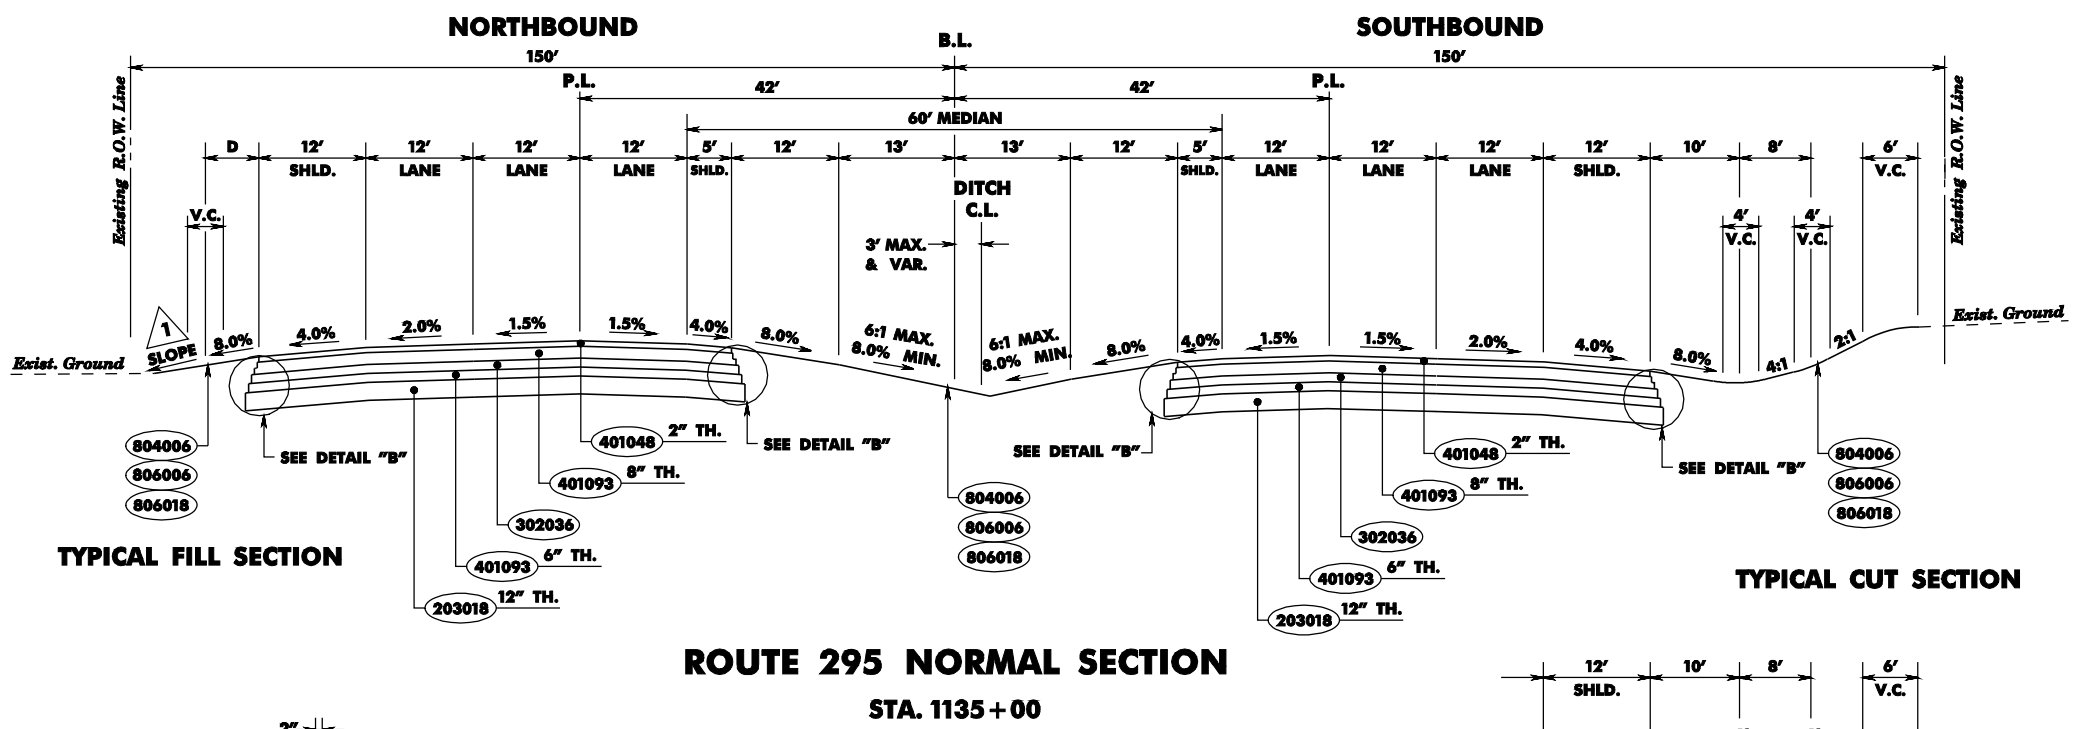 NORTHBOUND SOUTHBOUND
B.L.
150' 150'
P.L. P.L.
42' 42'
60' MEDIAN
D 12' 12' 12' 12' 5' 12' 13' 13' 12' 5' 12' 12' 12' 12' 10' 8' 6'
SHLD. LANE LANE LANE SHLD. SHLD. LANE LANE LANE SHLD. V.C.
Existing R.O.W. Line
Existing R.O.W. Line
DITCH
C.L.
V.C.
4' 4'
V.C. V.C.
3' MAX.
& VAR.
1
SLOPE
8.0% 4.0% 2.0% 1.5% 1.5% 4.0% 8.0%
6:1 MAX.
8.0% MIN.
6:1 MAX.
8.0% MIN.
8.0% 4.0% 1.5% 1.5% 2.0% 4.0% 8.0% 4:1 2:1
Exist. Ground
Exist. Ground
804006
806006
806018
SEE DETAIL "B"
401048 2" TH.
401093 8" TH.
302036
401093 6" TH.
203018 12" TH.
SEE DETAIL "B"
804006
806006
806018
SEE DETAIL "B"
401048 2" TH.
401093 8" TH.
302036
401093 6" TH.
203018 12" TH.
SEE DETAIL "B"
804006
806006
806018
TYPICAL FILL SECTION
TYPICAL CUT SECTION
ROUTE 295 NORMAL SECTION
STA. 1135+00
12' 10' 8' 6'
SHLD. V.C.
2"